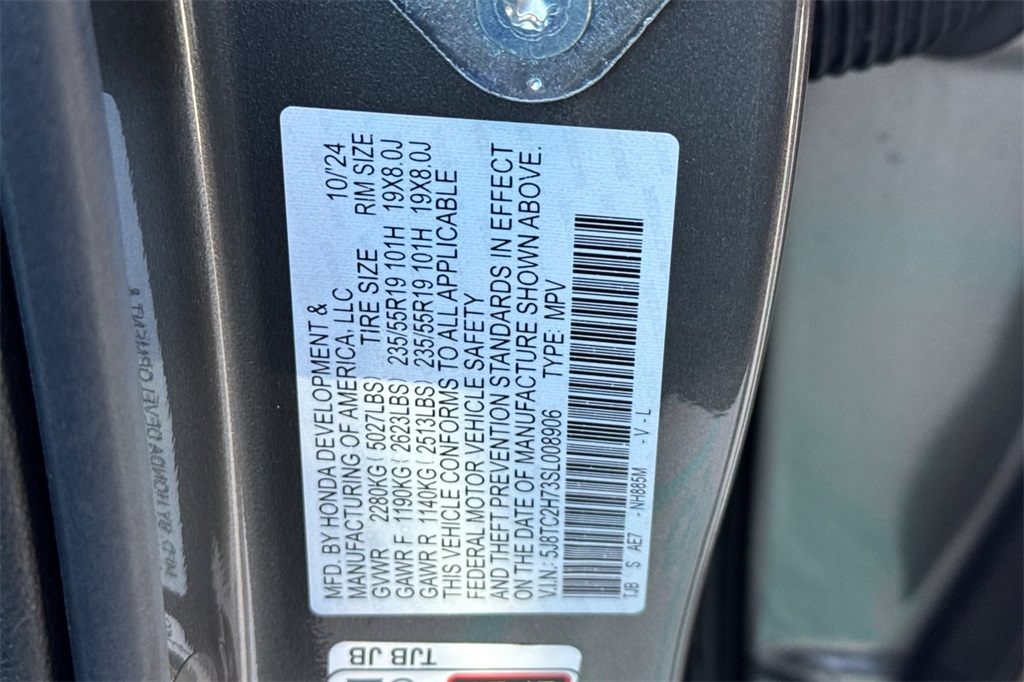 MFD. BY HONDA DEVELOPMENT &
MANUFACTURING OF AMERICA, LLC 10/'24
GVWR 2280KG ( 5027LBS) TIRE SIZE RIM SIZE
GAWR F 1190KG ( 2623LBS) 235/55R19 101H 19X8.0J
GAWR R 1140KG ( 2513LBS) 235/55R19 101H 19X8.0J
THIS VEHICLE CONFORMS TO ALL APPLICABLE
FEDERAL MOTOR VEHICLE SAFETY
AND THEFT PREVENTION STANDARDS IN EFFECT
ON THE DATE OF MANUFACTURE SHOWN ABOVE.
V.I.N.: 5J8TC2H73SL008906 TYPE: MPV
TJB S AE7 -NH885M -V - L
TJB JB